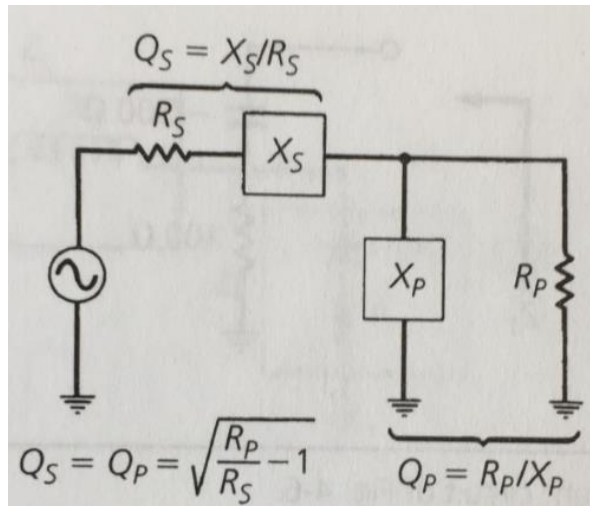 Q_S = X_S/R_S
R_S
X_S
X_P
R_P
Q_S = Q_P = √(R_P/R_S − 1)
Q_P = R_P/X_P